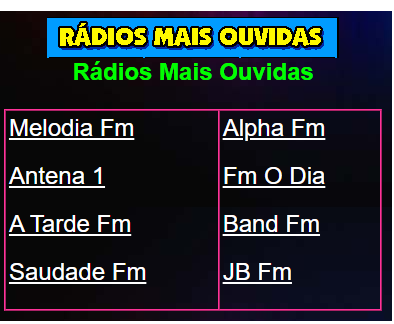 RÁDIOS MAIS OUVIDAS
Rádios Mais Ouvidas
Melodia Fm
Alpha Fm
Antena 1
Fm O Dia
A Tarde Fm
Band Fm
Saudade Fm
JB Fm